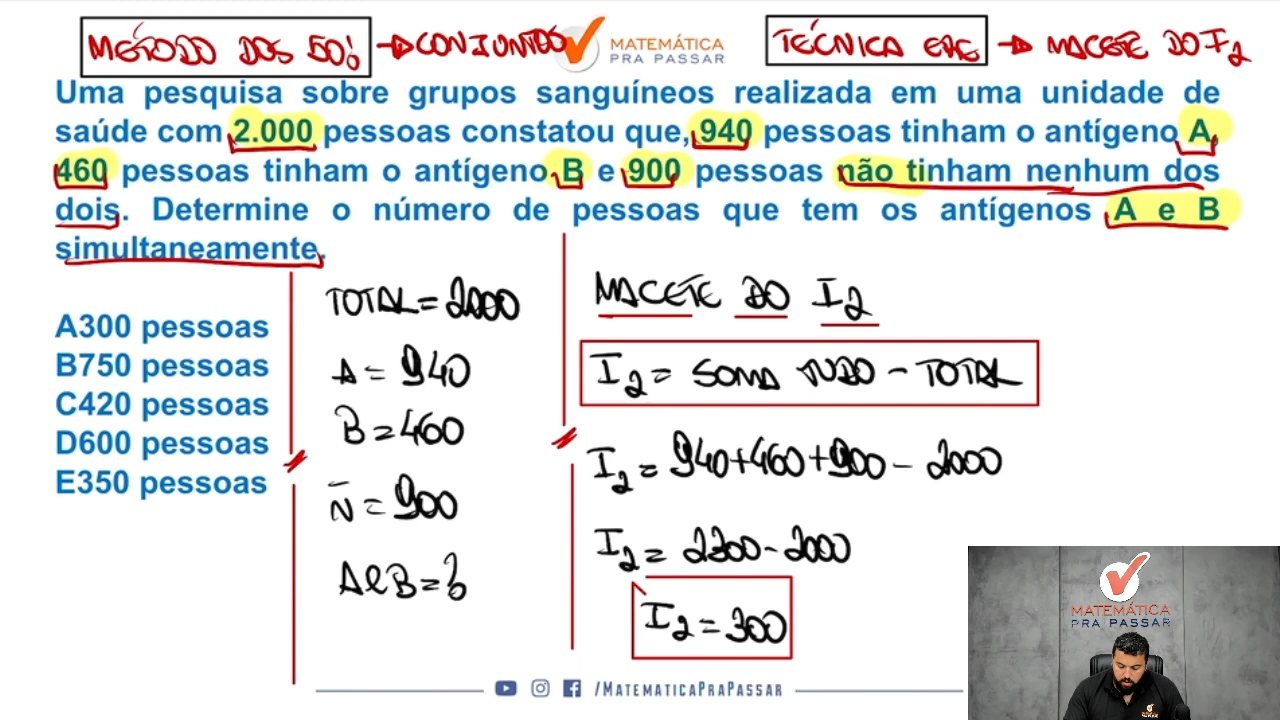 MÉTODO DOS 50! → CONJUNTOS MATEMÁTICA PRA PASSAR TÉCNICA → MACETE DO I2
Uma pesquisa sobre grupos sanguíneos realizada em uma unidade de
saúde com 2.000 pessoas constatou que, 940 pessoas tinham o antígeno A,
460 pessoas tinham o antígeno B e 900 pessoas não tinham nenhum dos
dois. Determine o número de pessoas que tem os antígenos A e B
simultaneamente.
A300 pessoas
B750 pessoas
C420 pessoas
D600 pessoas
E350 pessoas
TOTAL = 2000
A = 940
B = 460
N = 900
A e B = ?
MACETE DO I2
I2 = SOMA TUDO - TOTAL
I2 = 940+460+900 - 2000
I2 = 2300 - 2000
I2 = 300
/MATEMATICAPRAPASSAR
MATEMÁTICA
PRA PASSAR